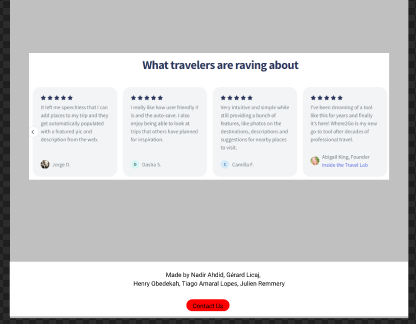 What travelers are raving about
It left me speechless that I can
add places to my trip and they
get automatically populated
with a featured pic and
description from the web.
Jorge D.
I really like how user friendly it
is and the auto-save. I also
enjoy being able to look at
trips that others have planned
for inspiration.
D
Dasha S.
Very intuitive and simple while
still providing a bunch of
features, like photos on the
destinations, descriptions and
suggestions for nearby places
to visit.
C
Camilla F.
I've been dreaming of a tool
like this for years and finally
it's here! Where2Go is my new
go-to tool after decades of
professional travel.
Abigail King, Founder
Inside the Travel Lab
Made by Nadir Ahdid, Gérard Licaj,
Henry Obedekah, Tiago Amaral Lopes, Julien Remmery
Contact Us